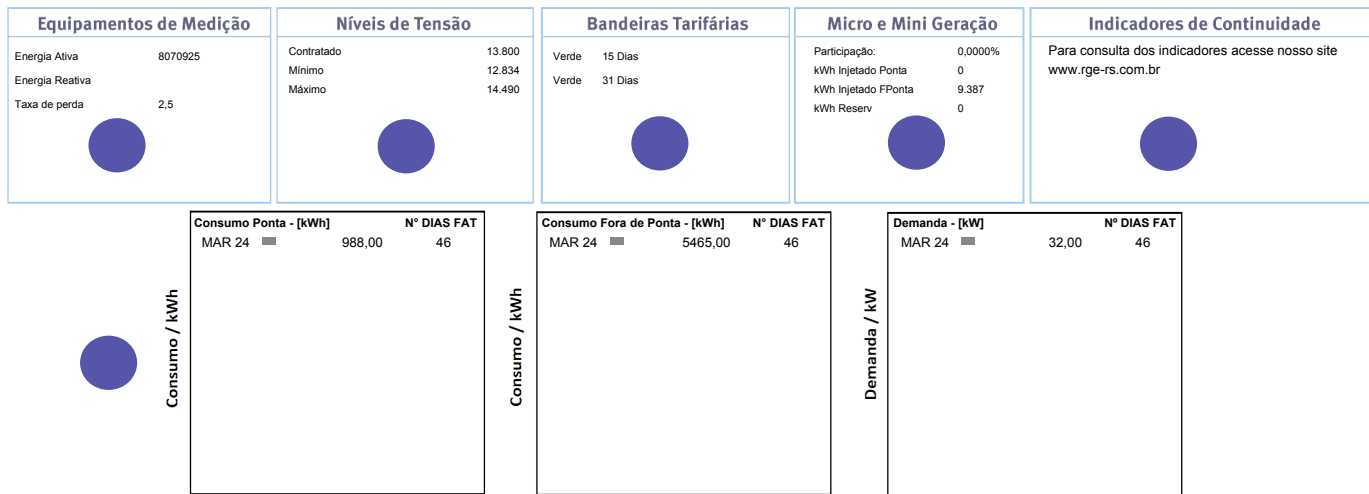 Equipamentos de Medição
Energia Ativa 8070925
Energia Reativa
Taxa de perda 2,5
Níveis de Tensão
Contratado 13.800
Mínimo 12.834
Máximo 14.490
Bandeiras Tarifárias
Verde 15 Dias
Verde 31 Dias
Micro e Mini Geração
Participação: 0,0000%
kWh Injetado Ponta 0
kWh Injetado FPonta 9.387
kWh Reserv 0
Indicadores de Continuidade
Para consulta dos indicadores acesse nosso site
www.rge-rs.com.br
Consumo / kWh
Consumo Ponta - [kWh] N° DIAS FAT
MAR 24 988,00 46
Consumo / kWh
Consumo Fora de Ponta - [kWh] N° DIAS FAT
MAR 24 5465,00 46
Demanda / kW
Demanda - [kW] Nº DIAS FAT
MAR 24 32,00 46